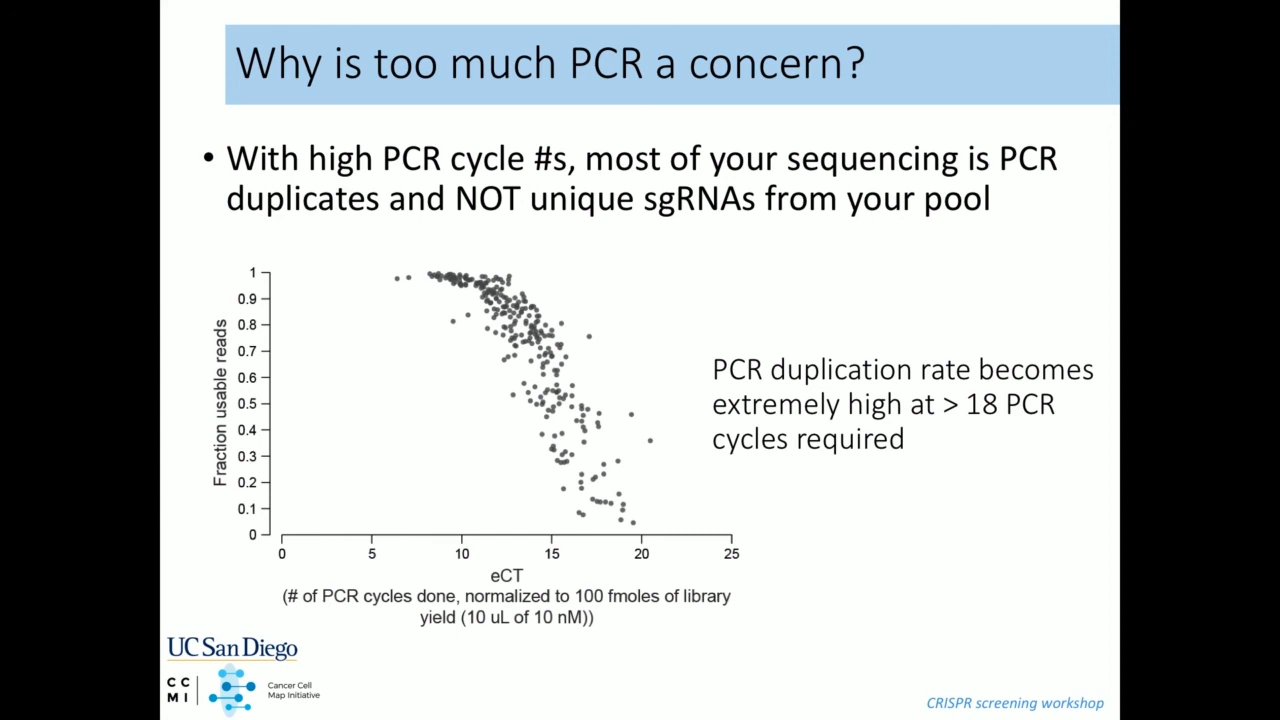 Why is too much PCR a concern?
• With high PCR cycle #s, most of your sequencing is PCR
duplicates and NOT unique sgRNAs from your pool
Fraction usable reads
1
0.9
0.8
0.7
0.6
0.5
0.4
0.3
0.2
0.1
0
0 5 10 15 20 25
eCT
(# of PCR cycles done, normalized to 100 fmoles of library
yield (10 uL of 10 nM))
PCR duplication rate becomes
extremely high at > 18 PCR
cycles required
UC San Diego
C C
M I
Cancer Cell
Map Initiative
CRISPR screening workshop